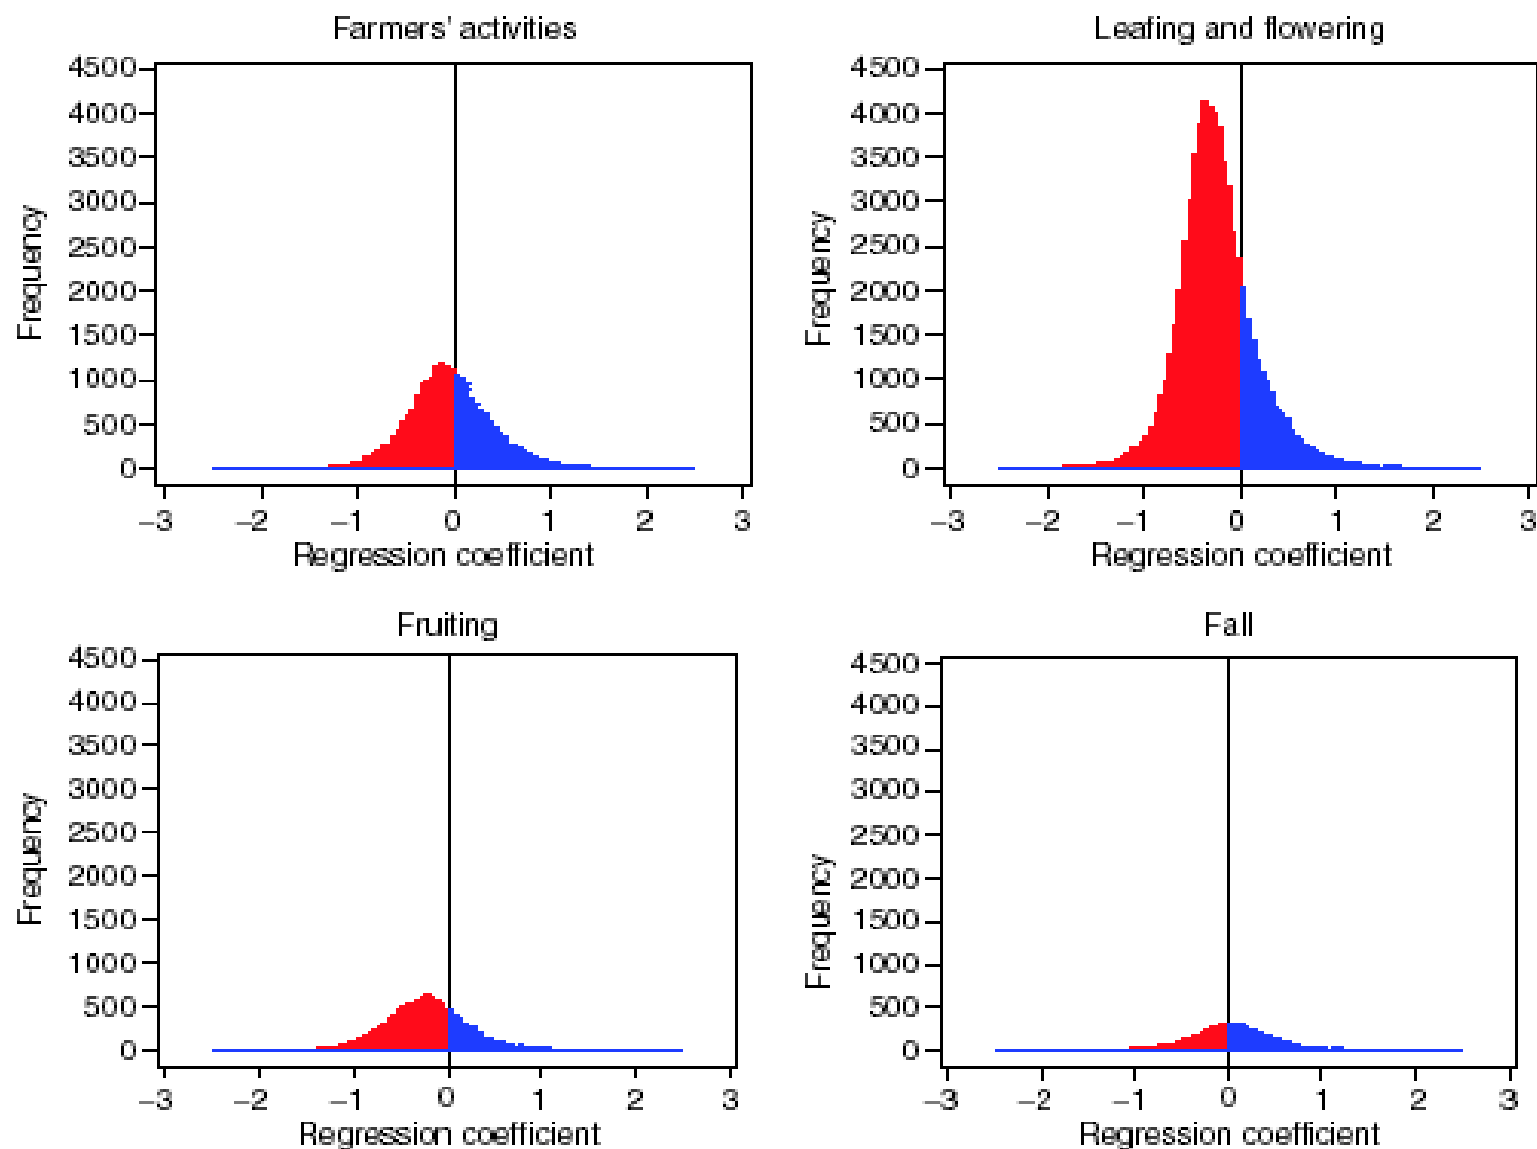 Farmers' activities
Frequency
4500
4000
3500
3000
2500
2000
1500
1000
500
0
−3 −2 −1 0 1 2 3
Regression coefficient
Leafing and flowering
Frequency
4500
4000
3500
3000
2500
2000
1500
1000
500
0
−3 −2 −1 0 1 2 3
Regression coefficient
Fruiting
Frequency
4500
4000
3500
3000
2500
2000
1500
1000
500
0
−3 −2 −1 0 1 2 3
Regression coefficient
Fall
Frequency
4500
4000
3500
3000
2500
2000
1500
1000
500
0
−3 −2 −1 0 1 2 3
Regression coefficient